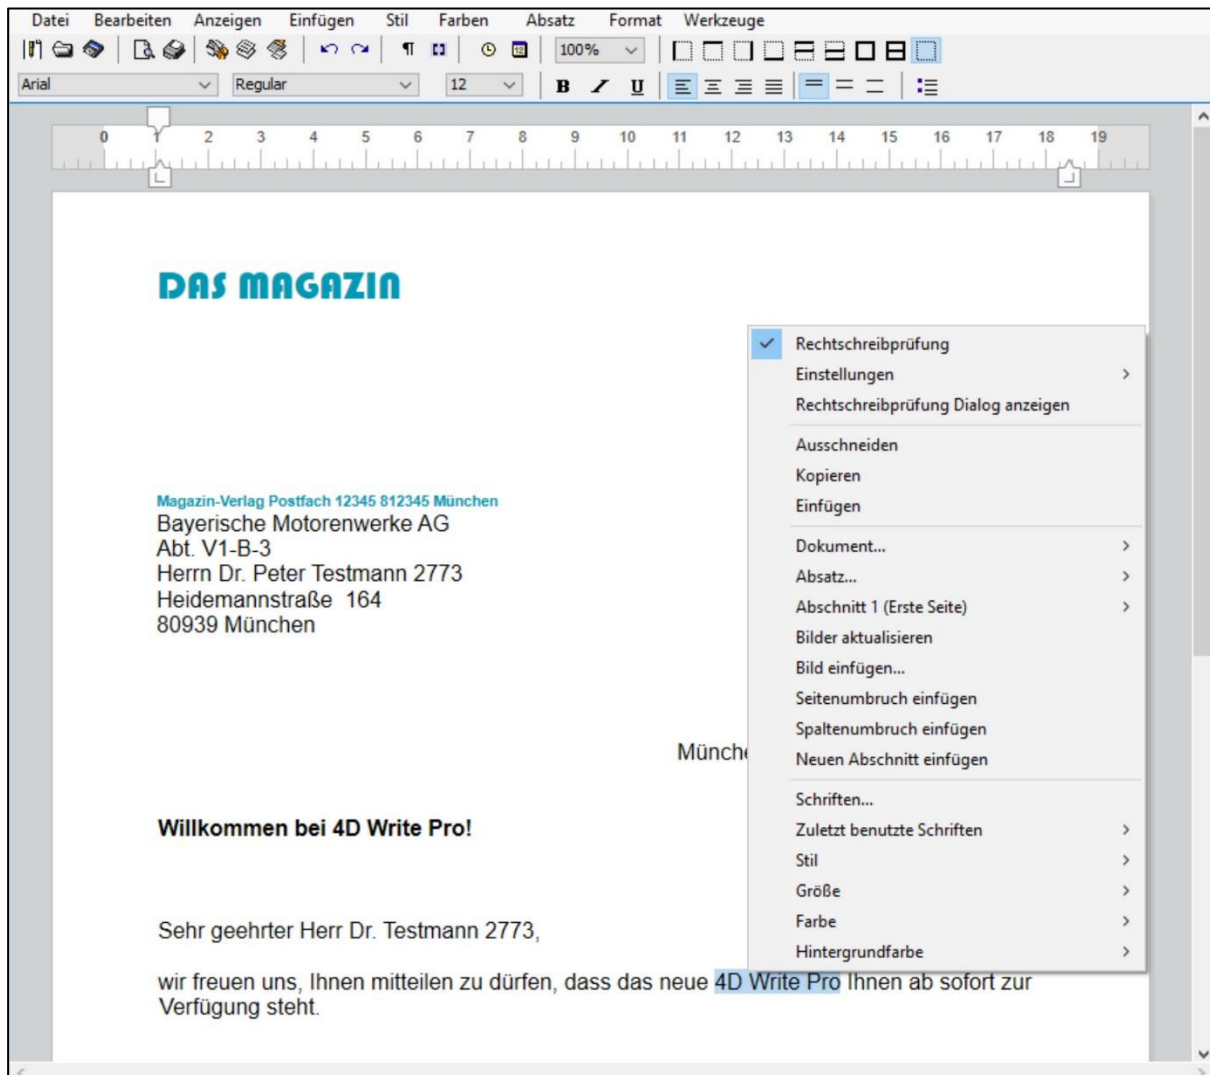 Datei Bearbeiten Anzeigen Einfügen Stil Farben Absatz Format Werkzeuge
100%
Arial Regular 12 B I U
0 1 2 3 4 5 6 7 8 9 10 11 12 13 14 15 16 17 18 19
DAS MAGAZIN
Magazin-Verlag Postfach 12345 812345 München
Bayerische Motorenwerke AG
Abt. V1-B-3
Herrn Dr. Peter Testmann 2773
Heidemannstraße 164
80939 München
Münche
Willkommen bei 4D Write Pro!
Sehr geehrter Herr Dr. Testmann 2773,
wir freuen uns, Ihnen mitteilen zu dürfen, dass das neue 4D Write Pro Ihnen ab sofort zur
Verfügung steht.
Rechtschreibprüfung
Einstellungen
Rechtschreibprüfung Dialog anzeigen
Ausschneiden
Kopieren
Einfügen
Dokument...
Absatz...
Abschnitt 1 (Erste Seite)
Bilder aktualisieren
Bild einfügen...
Seitenumbruch einfügen
Spaltenumbruch einfügen
Neuen Abschnitt einfügen
Schriften...
Zuletzt benutzte Schriften
Stil
Größe
Farbe
Hintergrundfarbe